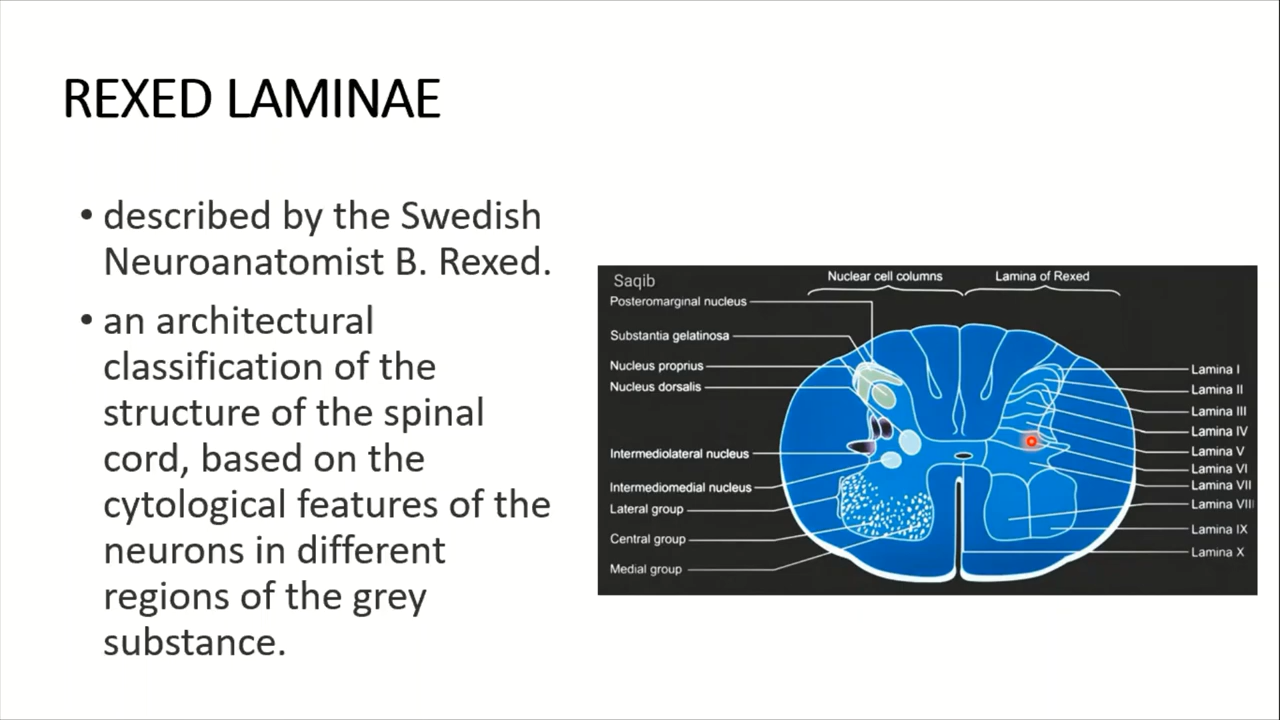 REXED LAMINAE
• described by the Swedish
Neuroanatomist B. Rexed.
• an architectural
classification of the
structure of the spinal
cord, based on the
cytological features of the
neurons in different
regions of the grey
substance.
Saqib
Nuclear cell columns
Lamina of Rexed
Posteromarginal nucleus
Substantia gelatinosa
Nucleus proprius
Nucleus dorsalis
Intermediolateral nucleus
Intermediomedial nucleus
Lateral group
Central group
Medial group
Lamina I
Lamina II
Lamina III
Lamina IV
Lamina V
Lamina VI
Lamina VII
Lamina VIII
Lamina IX
Lamina X